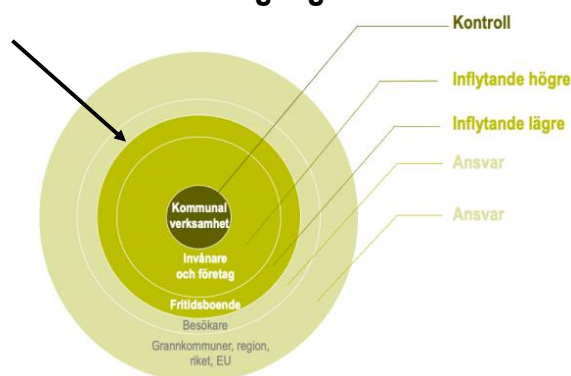 Kontroll
Inflytande högre
Inflytande lägre
Ansvar
Ansvar
Kommunal
verksamhet
Invånare
och företag
Fritidsboende
Besökare
Grannkommuner, region,
riket, EU